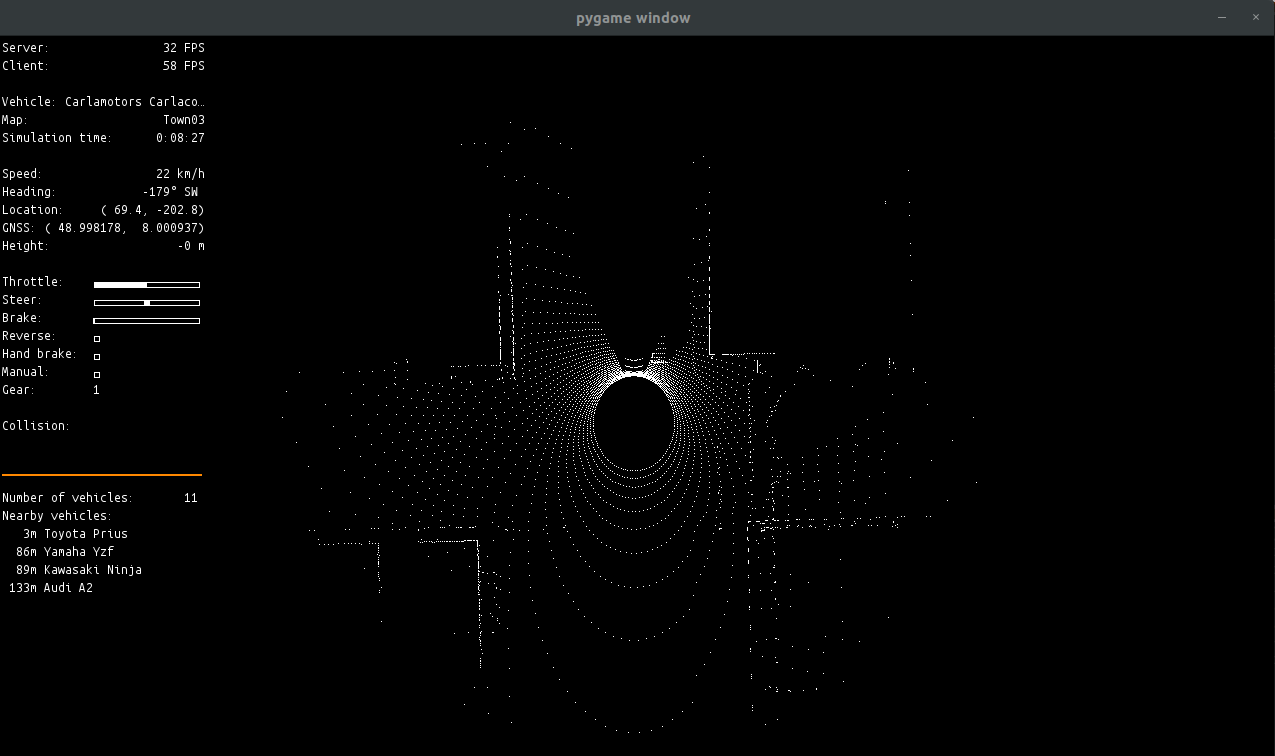 pygame window
Server: 32 FPS
Client: 58 FPS
Vehicle: Carlamotors Carlaco…
Map: Town03
Simulation time: 0:08:27
Speed: 22 km/h
Heading: -179° SW
Location: ( 69.4, -202.8)
GNSS: ( 48.998178, 8.000937)
Height: -0 m
Throttle:
Steer:
Brake:
Reverse:
Hand brake:
Manual:
Gear: 1
Collision:
Number of vehicles: 11
Nearby vehicles:
3m Toyota Prius
86m Yamaha Yzf
89m Kawasaki Ninja
133m Audi A2